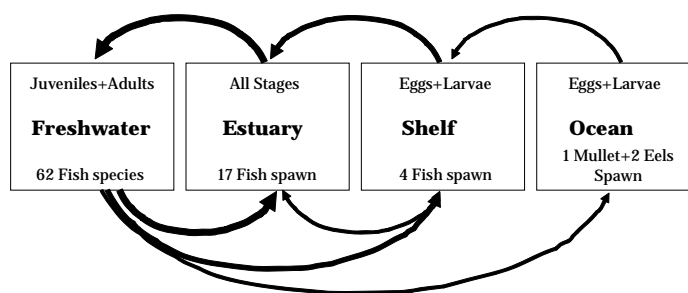 Juveniles+Adults
Freshwater
62 Fish species
All Stages
Estuary
17 Fish spawn
Eggs+Larvae
Shelf
4 Fish spawn
Eggs+Larvae
Ocean
1 Mullet+2 Eels
Spawn